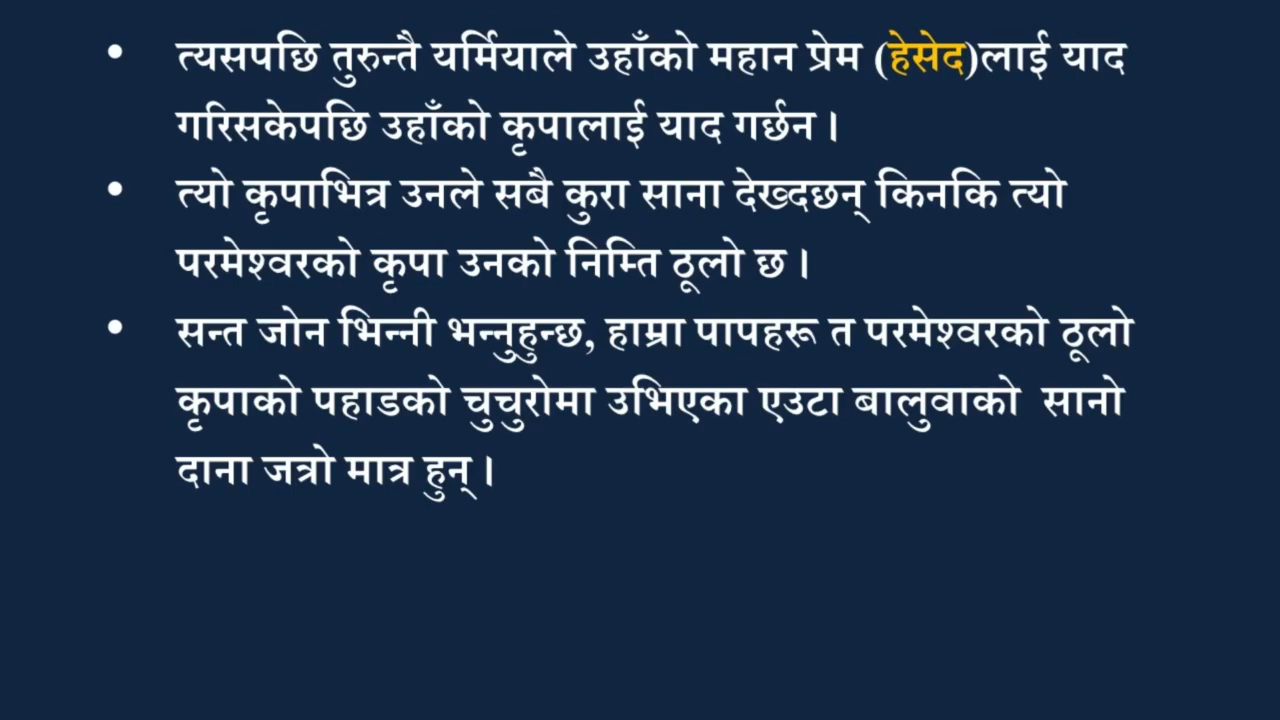 • त्यसपछि तुरुन्तै यर्मियाले उहाँको महान प्रेम (हेसेद)लाई याद
गरिसकेपछि उहाँको कृपालाई याद गर्छन।
• त्यो कृपाभित्र उनले सबै कुरा साना देख्दछन् किनकि त्यो
परमेश्वरको कृपा उनको निम्ति ठूलो छ।
• सन्त जोन भिन्नी भन्नुहुन्छ, हाम्रा पापहरू त परमेश्वरको ठूलो
कृपाको पहाडको चुचुरोमा उभिएका एउटा बालुवाको सानो
दाना जत्रो मात्र हुन्।